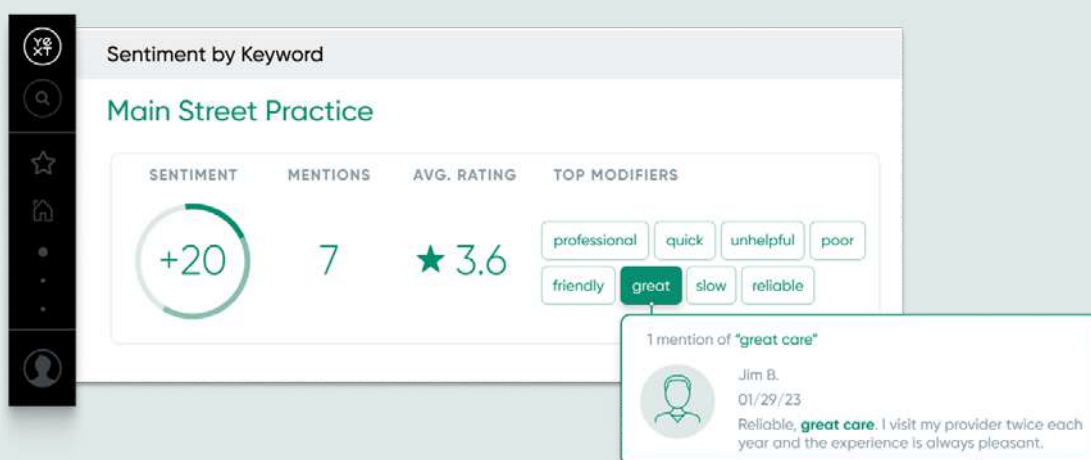 yext
Sentiment by Keyword
Main Street Practice
SENTIMENT MENTIONS AVG. RATING TOP MODIFIERS
+20 7 ★ 3.6
professional quick unhelpful poor
friendly great slow reliable
1 mention of "great care"
Jim B.
01/29/23
Reliable, great care. I visit my provider twice each
year and the experience is always pleasant.